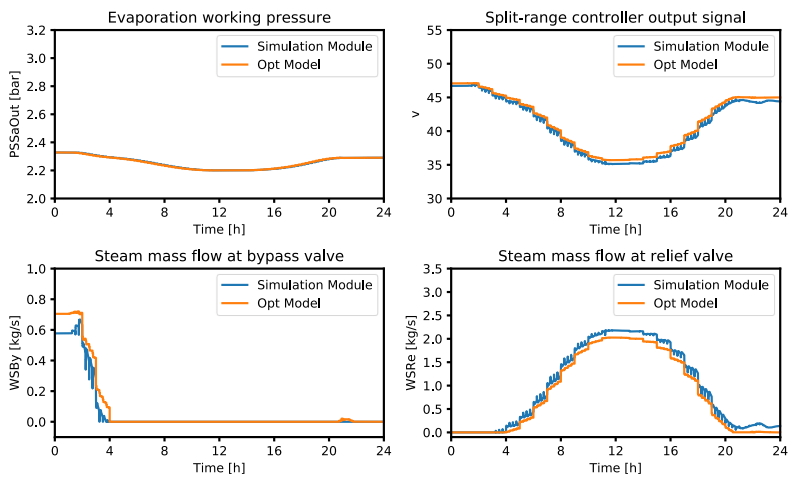 Evaporation working pressure
PSSaOut [bar]
3.2
3.0
2.8
2.6
2.4
2.2
2.0
Simulation Module
Opt Model
0 4 8 12 16 20 24
Time [h]
Split-range controller output signal
v
55
50
45
40
35
30
Simulation Module
Opt Model
0 4 8 12 16 20 24
Time [h]
Steam mass flow at bypass valve
WSBy [kg/s]
1.0
0.8
0.6
0.4
0.2
0.0
Simulation Module
Opt Model
0 4 8 12 16 20 24
Time [h]
Steam mass flow at relief valve
WSRe [kg/s]
3.5
3.0
2.5
2.0
1.5
1.0
0.5
0.0
Simulation Module
Opt Model
0 4 8 12 16 20 24
Time [h]